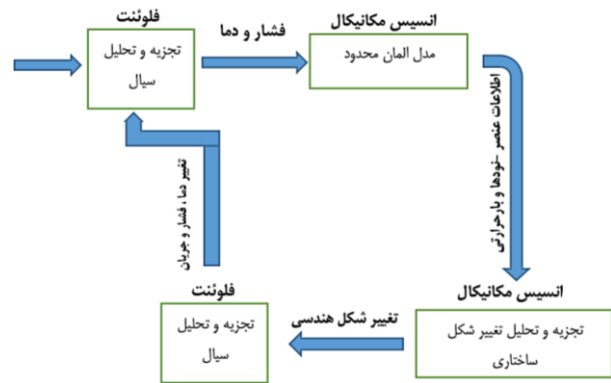 فلوئنت
تجزیه و تحلیل
سیال
فشار و دما
انسیس مکانیکال
مدل المان محدود
اطلاعات عنصر -نودها و بارحرارتی
انسیس مکانیکال
تجزیه و تحلیل تغییر شکل
ساختاری
تغییر شکل هندسی
فلوئنت
تجزیه و تحلیل
سیال
تغییر دما ، فشار و جریان